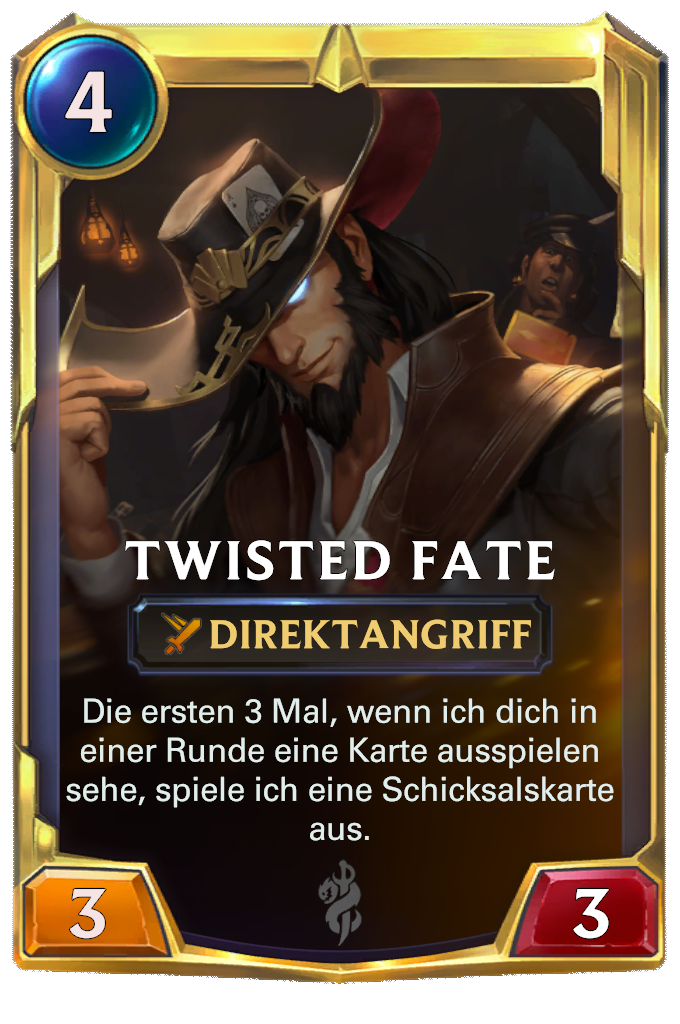 4
TWISTED FATE
DIREKTANGRIFF
Die ersten 3 Mal, wenn ich dich in
einer Runde eine Karte ausspielen
sehe, spiele ich eine Schicksalskarte
aus.
3
3